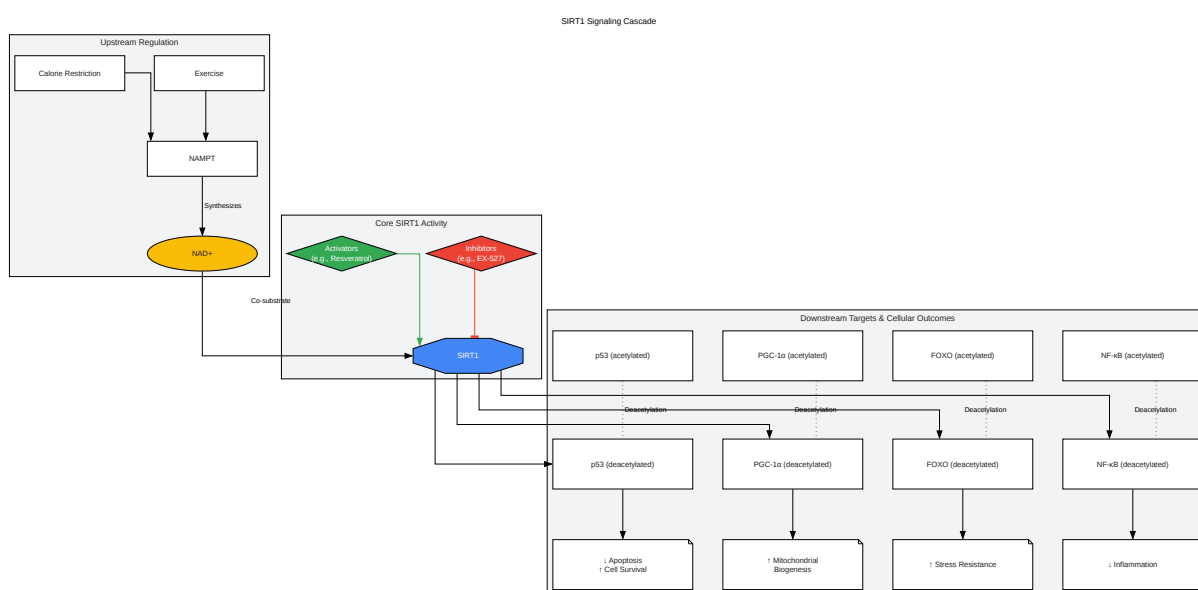 SIRT1 Signaling Cascade
Upstream Regulation
Calorie Restriction
Exercise
NAMPT
Synthesizes
NAD+
Co-substrate
Core SIRT1 Activity
Activators
(e.g., Resveratrol)
Inhibitors
(e.g., EX-527)
SIRT1
Downstream Targets & Cellular Outcomes
p53 (acetylated)
PGC-1α (acetylated)
FOXO (acetylated)
NF-κB (acetylated)
Deacetylation
Deacetylation
Deacetylation
Deacetylation
p53 (deacetylated)
PGC-1α (deacetylated)
FOXO (deacetylated)
NF-κB (deacetylated)
↓ Apoptosis
↑ Cell Survival
↑ Mitochondrial
Biogenesis
↑ Stress Resistance
↓ Inflammation